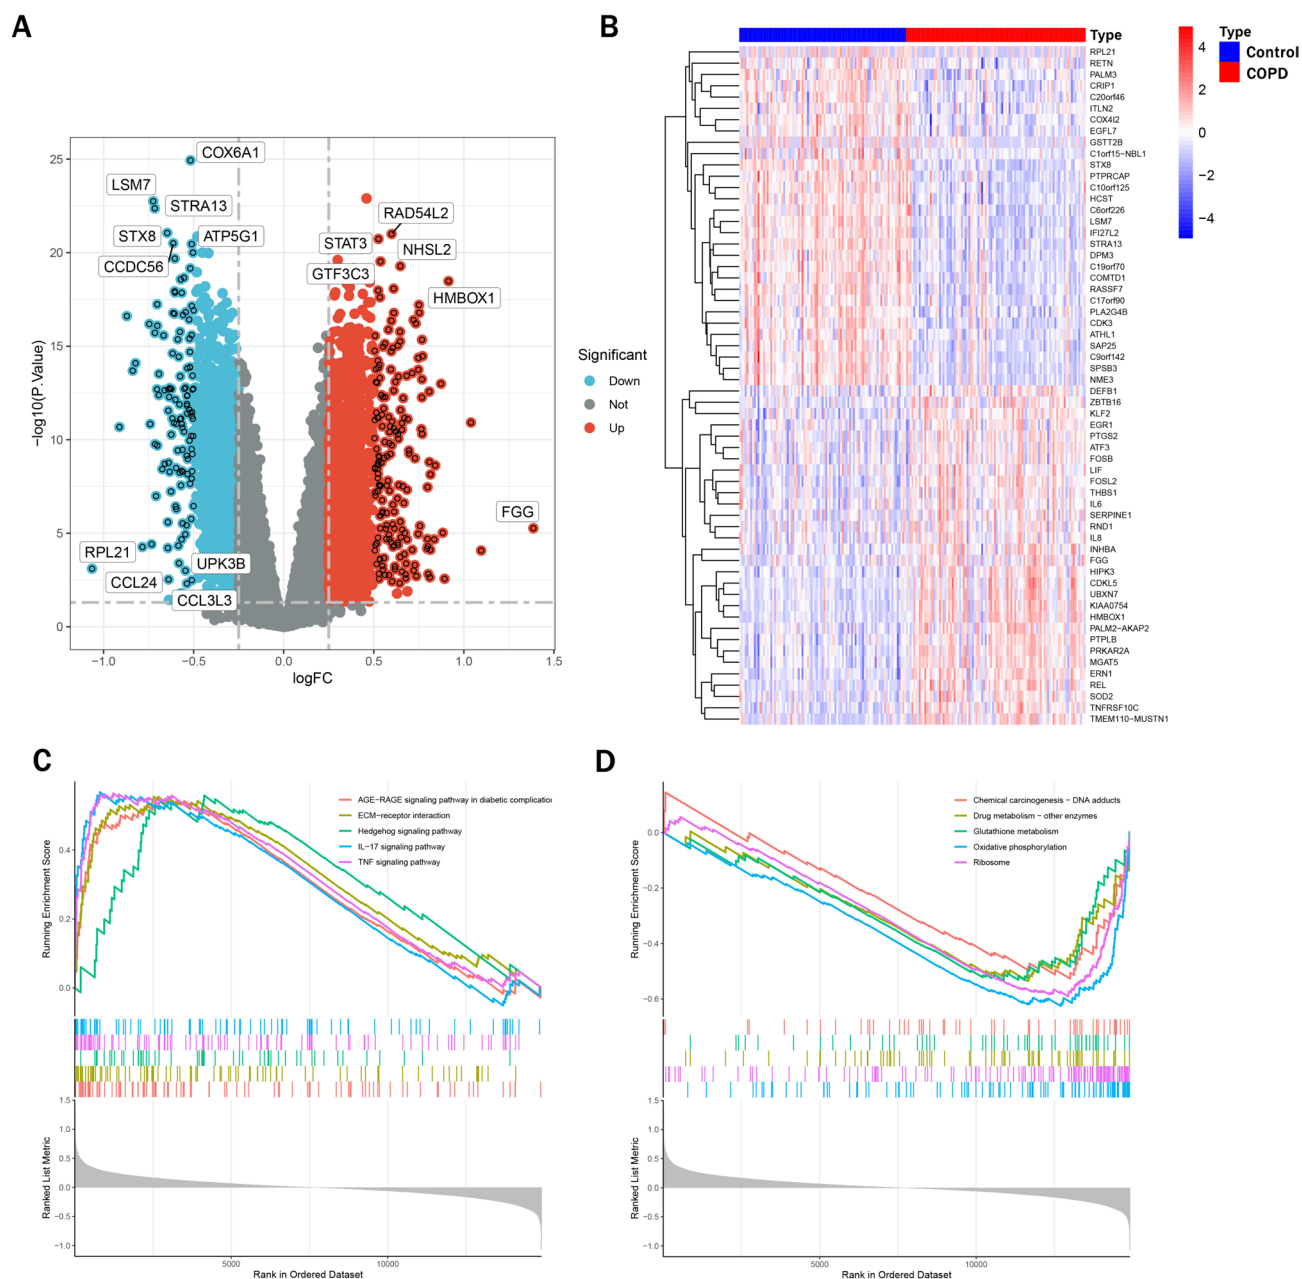 A
25
20
15
10
5
0
−1.0
−0.5
0.0
0.5
1.0
1.5
−log10(P.Value)
logFC
COX6A1
LSM7
STRA13
RAD54L2
STX8
ATP5G1
STAT3
NHSL2
CCDC56
GTF3C3
HMBOX1
FGG
RPL21
UPK3B
CCL24
CCL3L3
Significant
Down
Not
Up
B
Type
RPL21
RETN
PALM3
CRIP1
C20orf46
ITLN2
COX4I2
EGFL7
GSTT2B
C1orf15−NBL1
STX8
PTPRCAP
C10orf125
HCST
C6orf226
LSM7
IFI27L2
STRA13
DPM3
C19orf70
COMTD1
RASSF7
C17orf90
PLA2G4B
CDK3
ATHL1
SAP25
C9orf142
SPSB3
NME3
DEFB1
ZBTB16
KLF2
EGR1
PTGS2
ATF3
FOSB
LIF
FOSL2
THBS1
IL6
SERPINE1
RND1
IL8
INHBA
FGG
HIPK3
CDKL5
UBXN7
KIAA0754
HMBOX1
PALM2−AKAP2
PTPLB
PRKAR2A
MGAT5
ERN1
REL
SOD2
TNFRSF10C
TMEM110−MUSTN1
4
2
0
−2
−4
Type
Control
COPD
C
Running Enrichment Score
0.4
0.2
0.0
AGE−RAGE signaling pathway in diabetic complication
ECM−receptor interaction
Hedgehog signaling pathway
IL−17 signaling pathway
TNF signaling pathway
Ranked List Metric
1.5
1.0
0.5
0.0
−0.5
−1.0
5000
10000
Rank in Ordered Dataset
D
Running Enrichment Score
0.0
−0.2
−0.4
−0.6
Chemical carcinogenesis − DNA adducts
Drug metabolism − other enzymes
Glutathione metabolism
Oxidative phosphorylation
Ribosome
Ranked List Metric
1.5
1.0
0.5
0.0
−0.5
−1.0
5000
10000
Rank in Ordered Dataset